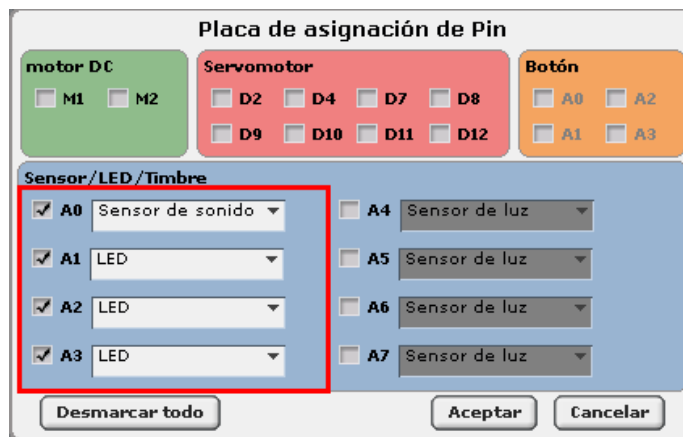 Placa de asignación de Pin
motor DC
M1 M2
Servomotor
D2 D4 D7 D8
D9 D10 D11 D12
Botón
A0 A2
A1 A3
Sensor/LED/Timbre
A0 Sensor de sonido
A1 LED
A2 LED
A3 LED
A4 Sensor de luz
A5 Sensor de luz
A6 Sensor de luz
A7 Sensor de luz
Desmarcar todo
Aceptar
Cancelar